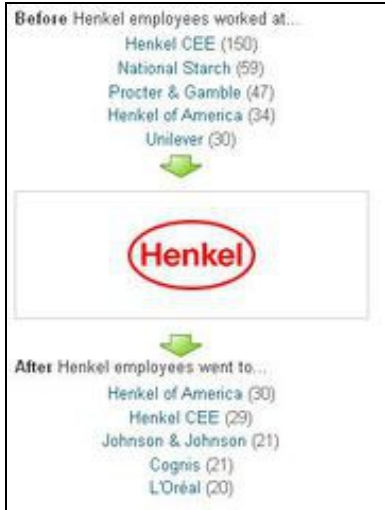 Before Henkel employees worked at...
Henkel CEE (150)
National Starch (59)
Procter & Gamble (47)
Henkel of America (34)
Unilever (30)
Henkel
After Henkel employees went to...
Henkel of America (30)
Henkel CEE (29)
Johnson & Johnson (21)
Cognis (21)
L'Oréal (20)